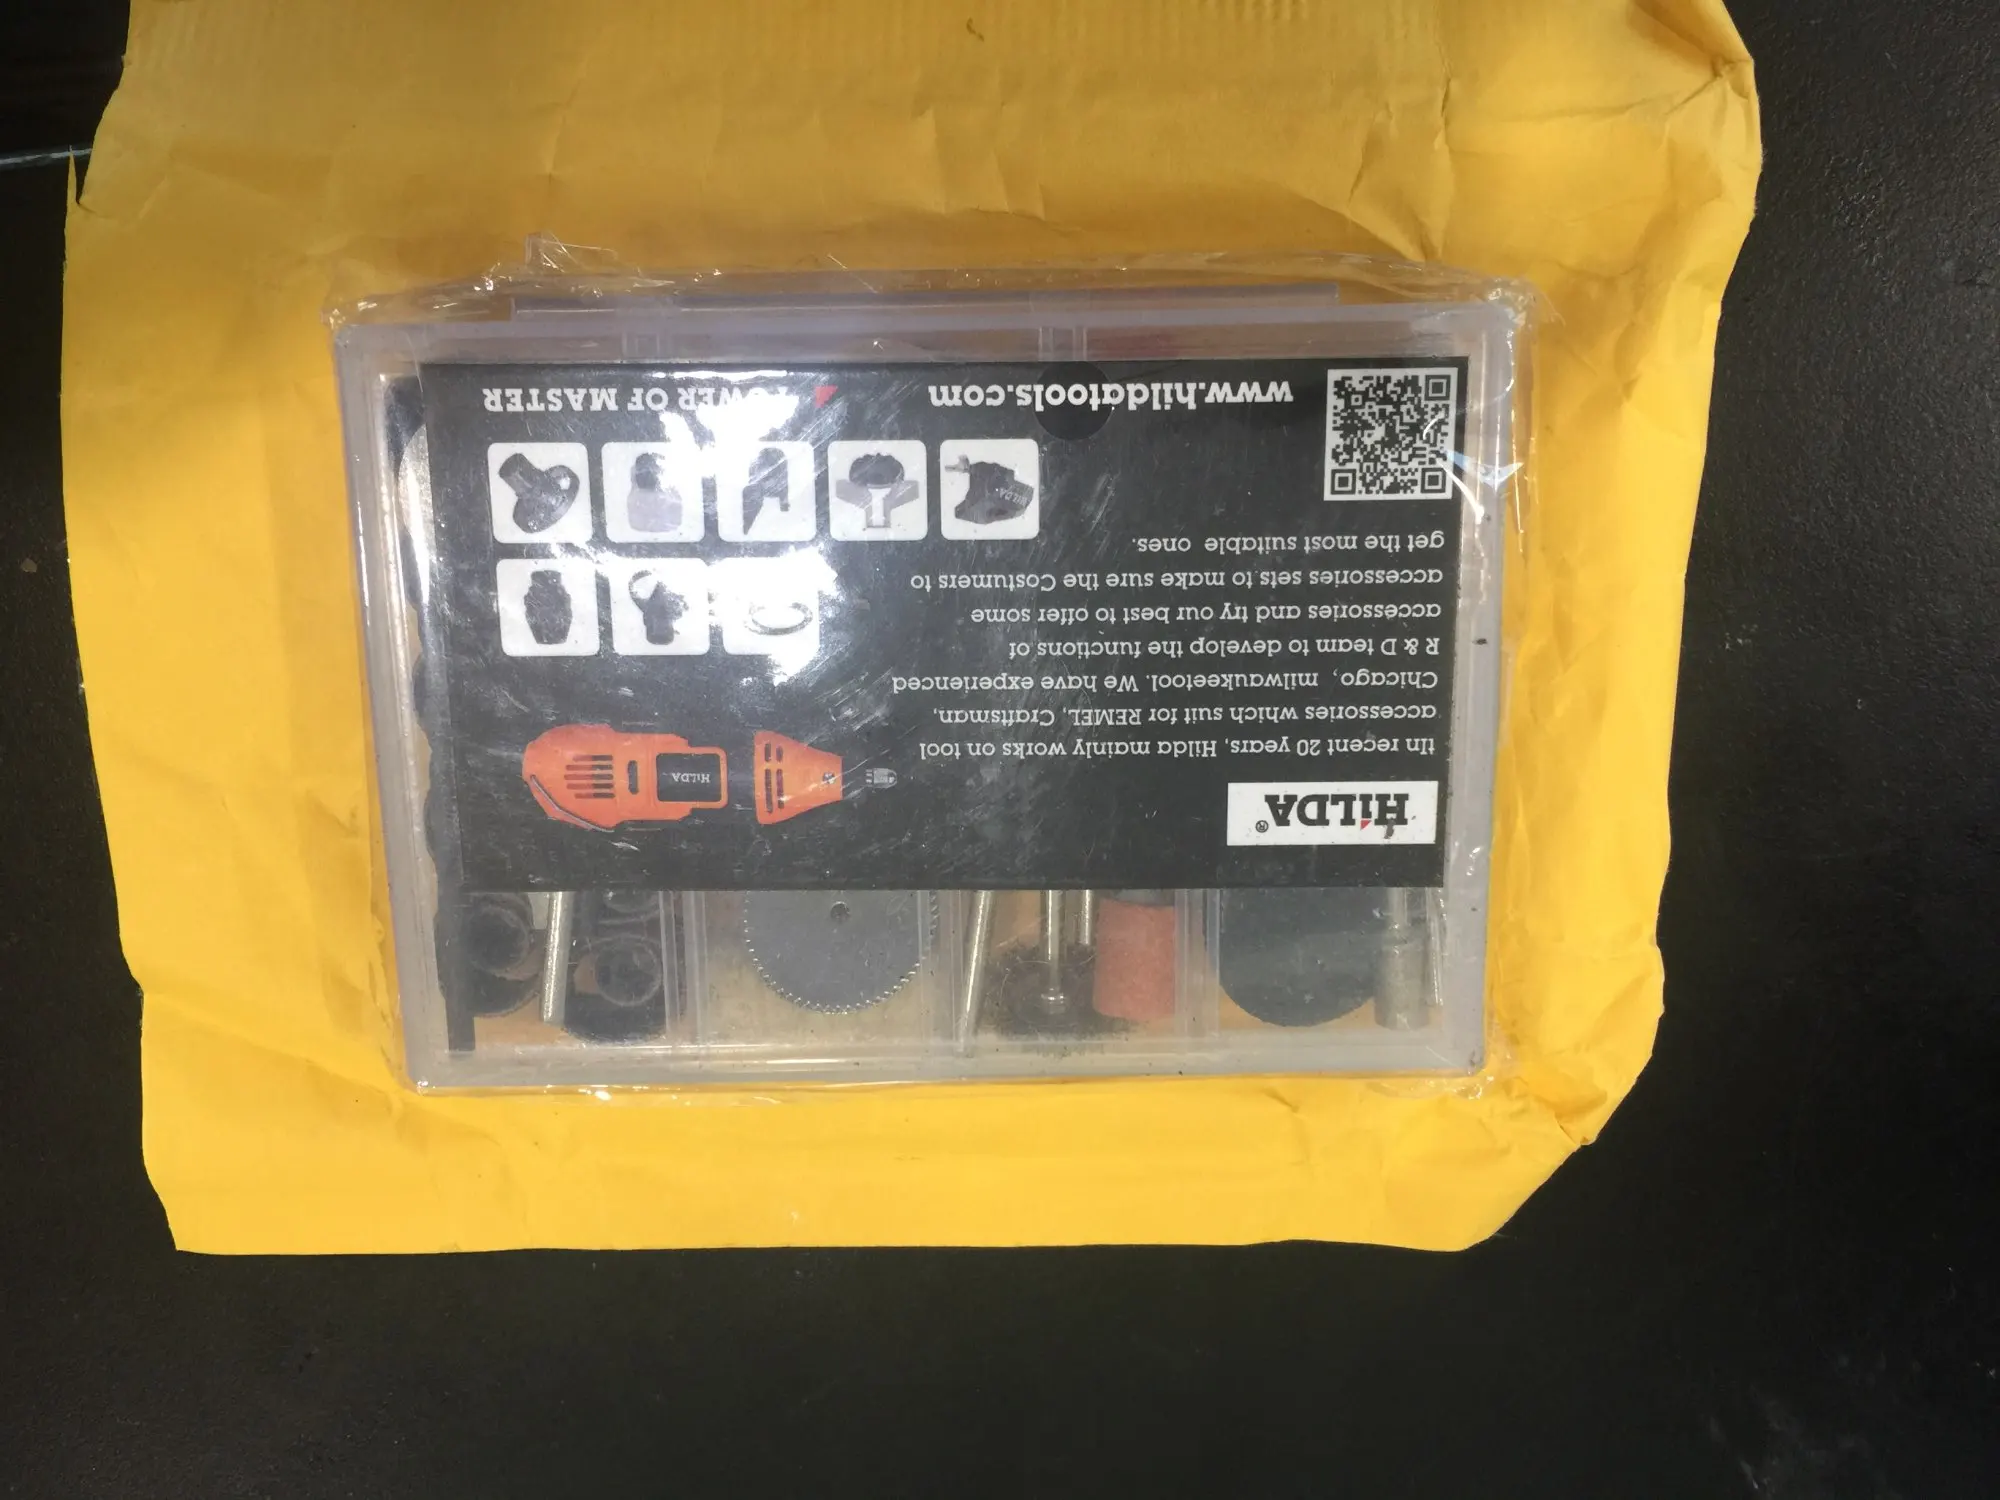 HiLDA®
tIn recent 20 years, Hilda mainly works on tool
accessories which suit for REMEL, Craftsman,
Chicago, milwaukeetool. We have experienced
R & D team to develop the functions of
accessories and try our best to offer some
accessories sets to make sure the Costumers to
get the most suitable ones.
HiLDA
HiLDA
www.hildatools.com
POWER OF MASTER